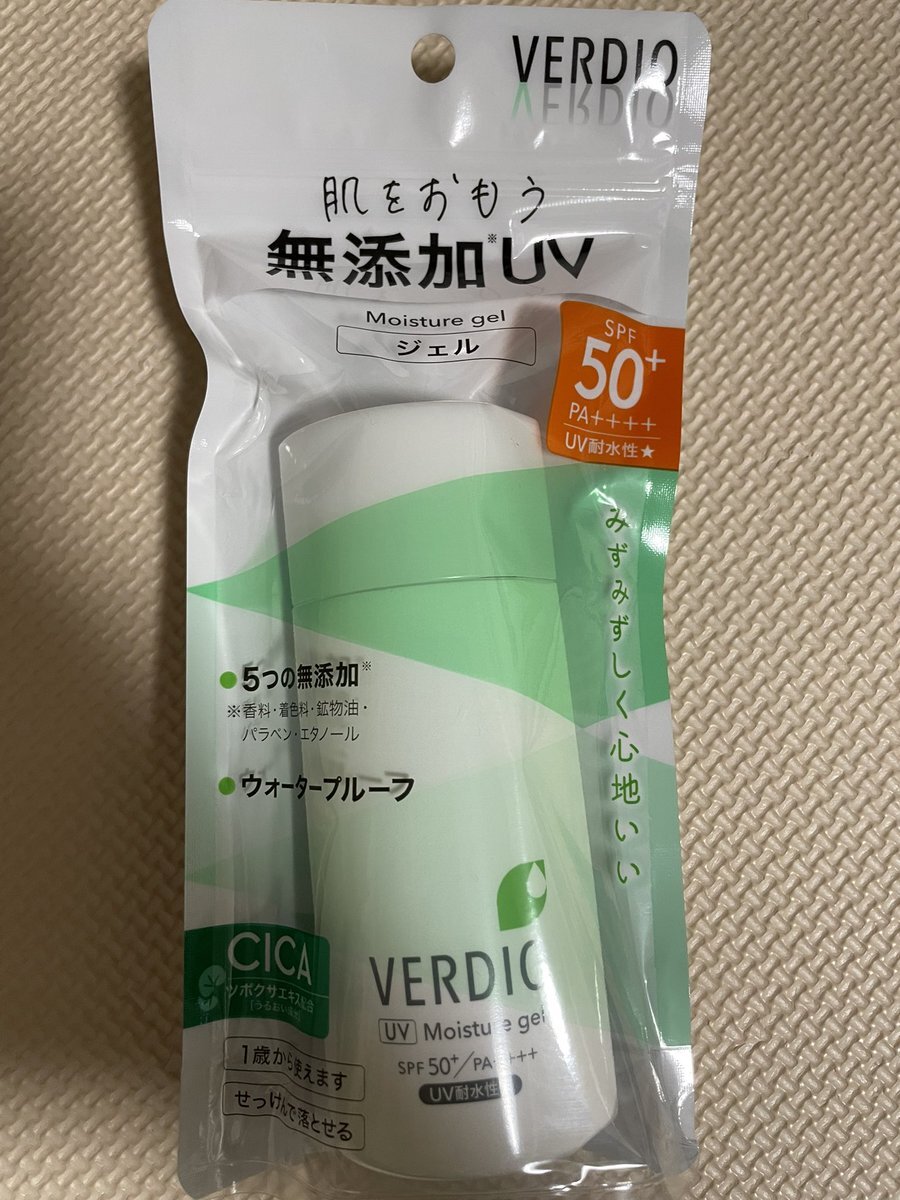 VERDIO
肌をおもう
無添加※UV
Moisture gel
ジェル
SPF
50+
PA++++
UV耐水性★
みずみずしく心地いい
●5つの無添加※
※香料・着色料・鉱物油・
パラベン・エタノール
●ウォータープルーフ
CICA
ツボクサエキス配合
VERDIO
UV Moisture gel
SPF 50+/PA++++
UV耐水性
1歳から使えます
せっけんで落とせる